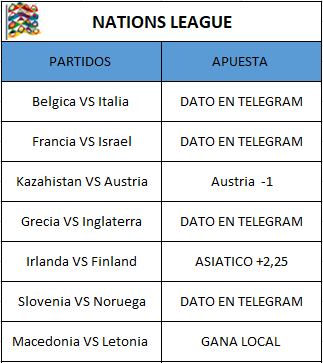 NATIONS LEAGUE
PARTIDOS APUESTA
Belgica VS Italia DATO EN TELEGRAM
Francia VS Israel DATO EN TELEGRAM
Kazahistan VS Austria Austria -1
Grecia VS Inglaterra DATO EN TELEGRAM
Irlanda VS Finland ASIATICO +2,25
Slovenia VS Noruega DATO EN TELEGRAM
Macedonia VS Letonia GANA LOCAL